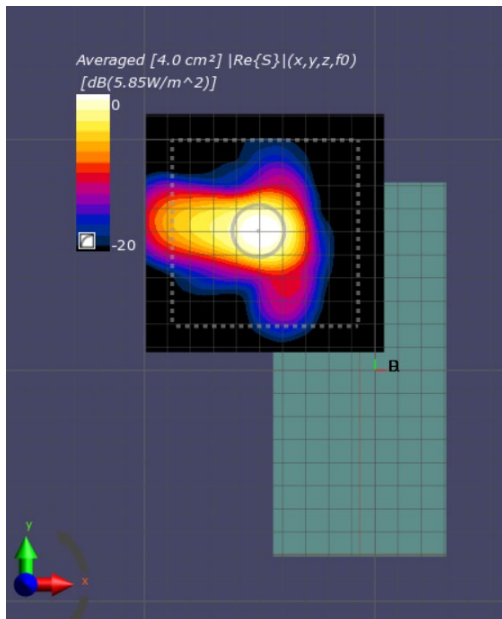 Averaged [4.0 cm²] |Re{S}|(x,y,z,f0)
[dB(5.85W/m^2)]
0
-20
y
x